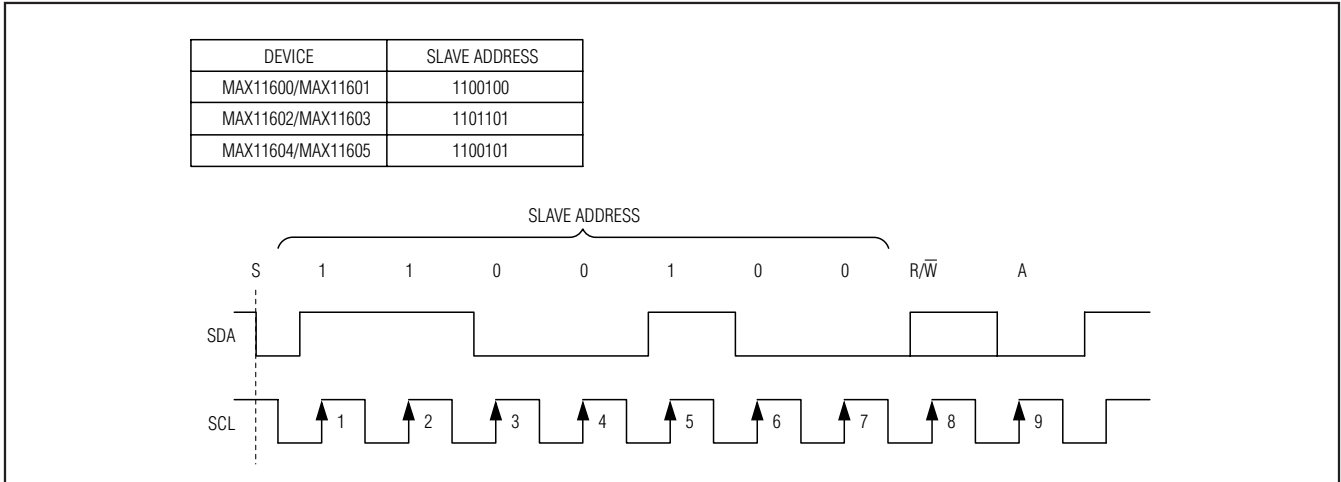 DEVICE SLAVE ADDRESS
MAX11600/MAX11601 1100100
MAX11602/MAX11603 1101101
MAX11604/MAX11605 1100101
SLAVE ADDRESS
S 1 1 0 0 1 0 0 R/W̅ A
SDA
SCL 1 2 3 4 5 6 7 8 9